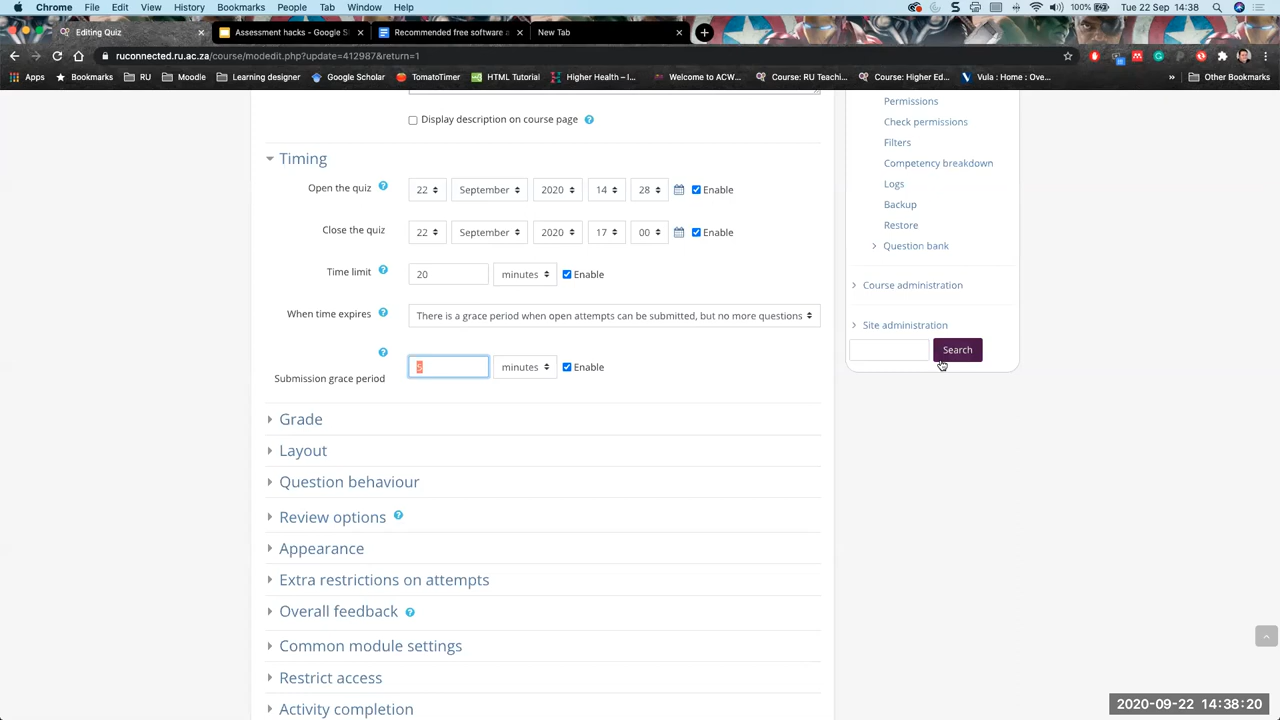 Chrome File Edit View History Bookmarks People Tab Window Help 100% Tue 22 Sep 14:38
Editing Quiz Assessment hacks - Google S Recommended free software a New Tab
ruconnected.ru.ac.za/course/modedit.php?update=412987&return=1
Apps Bookmarks RU Moodle Learning designer Google Scholar TomatoTimer HTML Tutorial Higher Health – I... Welcome to ACW... Course: RU Teachi... Course: Higher Ed... Vula : Home : Ove... » Other Bookmarks
Display description on course page
Timing
Open the quiz 22 September 2020 14 28 Enable
Close the quiz 22 September 2020 17 00 Enable
Time limit 20 minutes Enable
When time expires There is a grace period when open attempts can be submitted, but no more questions
Submission grace period 5 minutes Enable
Grade
Layout
Question behaviour
Review options
Appearance
Extra restrictions on attempts
Overall feedback
Common module settings
Restrict access
Activity completion
Permissions
Check permissions
Filters
Competency breakdown
Logs
Backup
Restore
Question bank
Course administration
Site administration
Search
2020-09-22 14:38:20